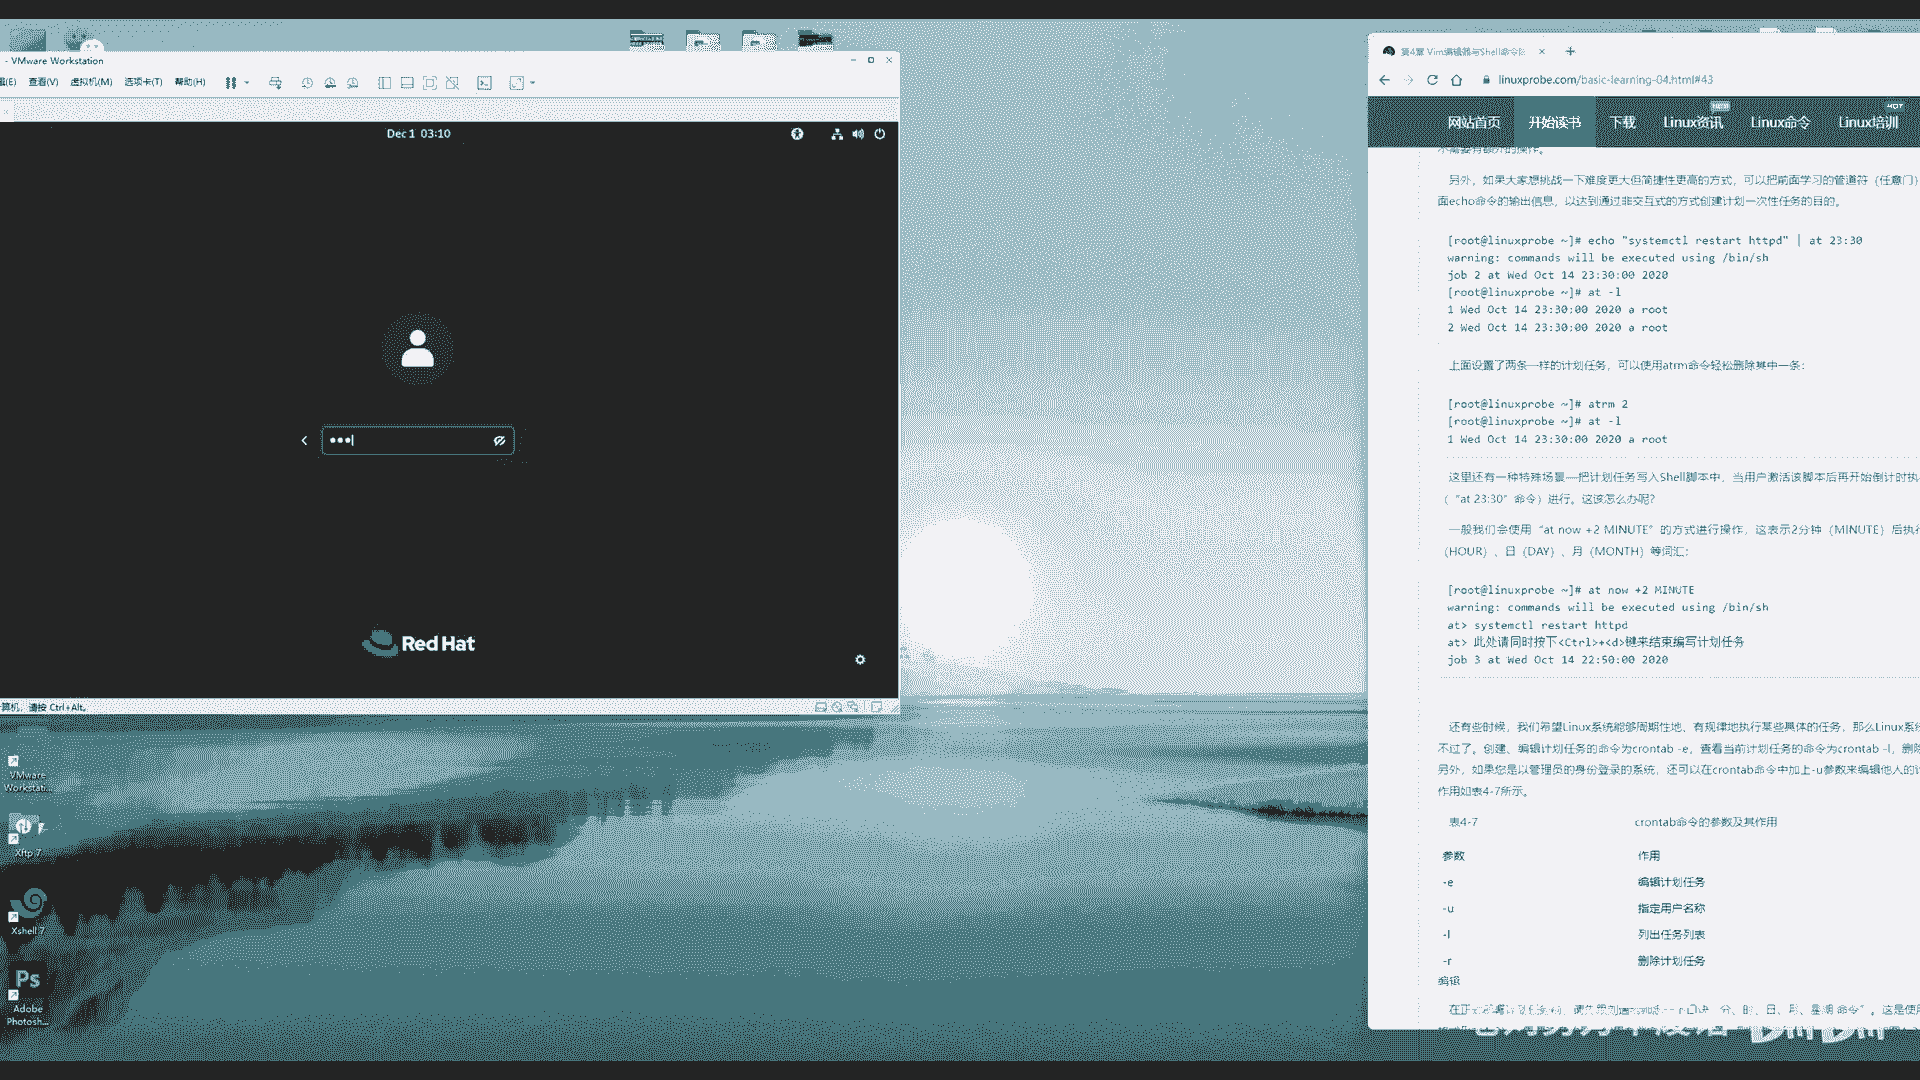 - VMware Workstation
查看(V) 虚拟机(M) 选项卡(T) 帮助(H)
Dec 1 03:10
•••
Red Hat
算机，请按 Ctrl+Alt。
VMware
Workstati...
Xftp 7
Xshell 7
Ps
Adobe
Photosh...
第4章 Vim编辑器与Shell命令
linuxprobe.com/basic-learning-04.html#43
网站首页 开始读书 下载 Linux资讯 Linux命令 Linux培训
NEW HOT
不需要有额外的操作。
另外，如果大家想挑战一下难度更大但简捷性更高的方式，可以把前面学习的管道符（任意门）
面echo命令的输出信息，以达到通过非交互式的方式创建计划一次性任务的目的。
[root@linuxprobe ~]# echo "systemctl restart httpd" | at 23:30
warning: commands will be executed using /bin/sh
job 2 at Wed Oct 14 23:30:00 2020
[root@linuxprobe ~]# at -l
1 Wed Oct 14 23:30:00 2020 a root
2 Wed Oct 14 23:30:00 2020 a root
上面设置了两条一样的计划任务，可以使用atrm命令轻松删除其中一条：
[root@linuxprobe ~]# atrm 2
[root@linuxprobe ~]# at -l
1 Wed Oct 14 23:30:00 2020 a root
这里还有一种特殊场景—把计划任务写入Shell脚本中，当用户激活该脚本后再开始倒计时执
（“at 23:30”命令）进行。这该怎么办呢？
一般我们会使用“at now +2 MINUTE”的方式进行操作，这表示2分钟（MINUTE）后执行
（HOUR）、日（DAY）、月（MONTH）等词汇：
[root@linuxprobe ~]# at now +2 MINUTE
warning: commands will be executed using /bin/sh
at> systemctl restart httpd
at> 此处请同时按下<Ctrl>+<d>键来结束编写计划任务
job 3 at Wed Oct 14 22:50:00 2020
还有些时候，我们希望Linux系统能够周期性地、有规律地执行某些具体的任务，那么Linux系统
不过了。创建、编辑计划任务的命令为crontab -e，查看当前计划任务的命令为crontab -l，删除
另外，如果您是以管理员的身份登录的系统，还可以在crontab命令中加上-u参数来编辑他人的计
作用如表4-7所示。
表4-7 crontab命令的参数及其作用
参数 作用
-e 编辑计划任务
-u 指定用户名称
-l 列出任务列表
-r 删除计划任务
编辑
分、时、日、月、星期 命令”。这是使用